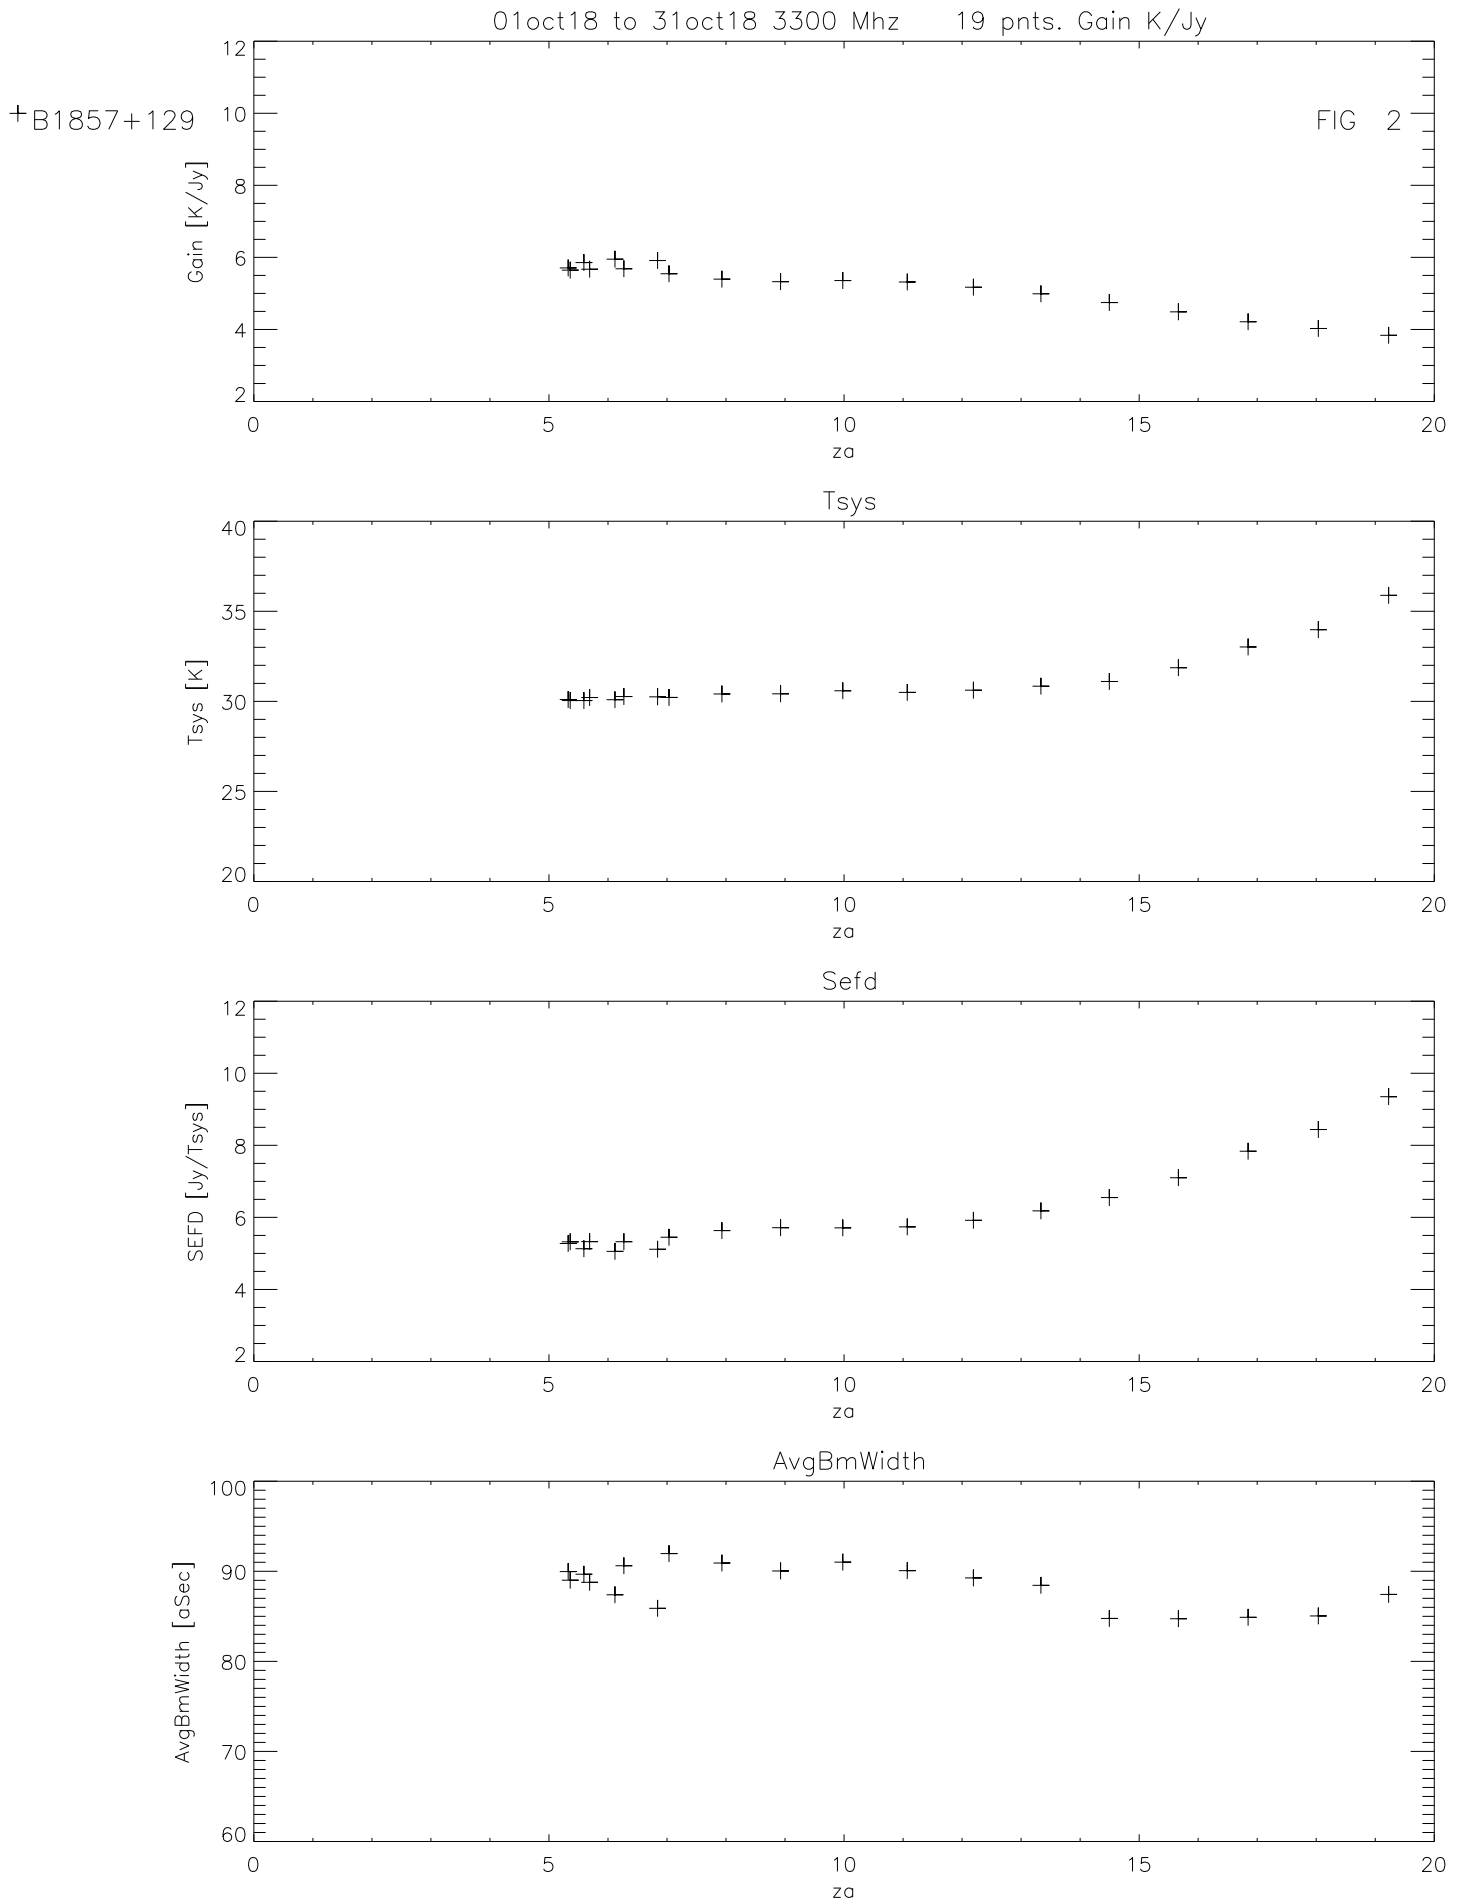 01oct18 to 31oct18 3300 Mhz 19 pnts. Gain K/Jy
+B1857+129
FIG 2
Gain [K/Jy]
12
10
8
6
4
2
0 5 10 15 20
za
Tsys
Tsys [K]
40
35
30
25
20
0 5 10 15 20
za
Sefd
SEFD [Jy/Tsys]
12
10
8
6
4
2
0 5 10 15 20
za
AvgBmWidth
AvgBmWidth [aSec]
100
90
80
70
60
0 5 10 15 20
za